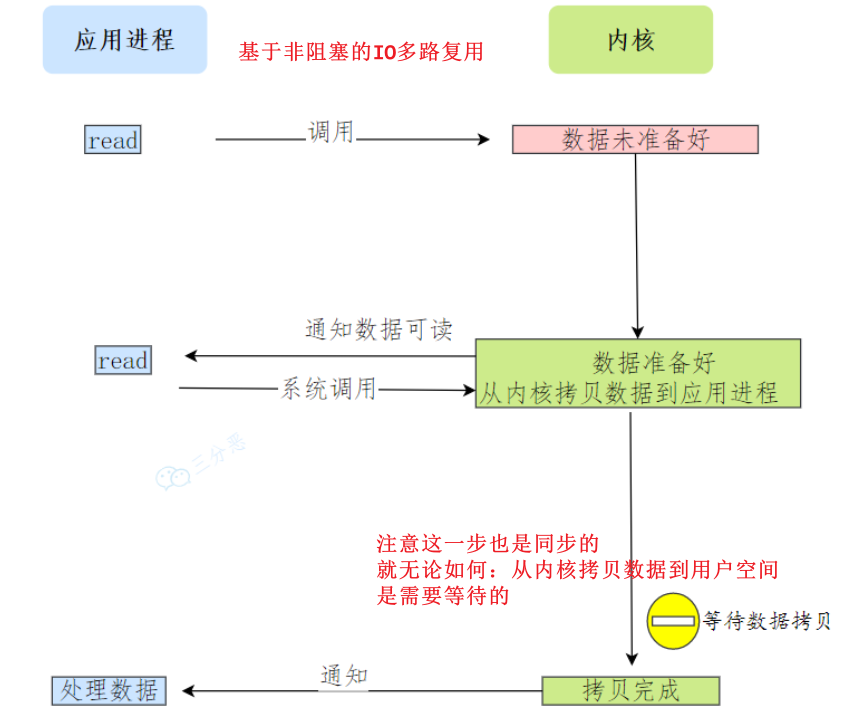 应用进程
基于非阻塞的IO多路复用
内核
read
调用
数据未准备好
通知数据可读
read
数据准备好
系统调用
从内核拷贝数据到应用进程
三分恶
注意这一步也是同步的
就无论如何：从内核拷贝数据到用户空间
是需要等待的
等待数据拷贝
处理数据
通知
拷贝完成